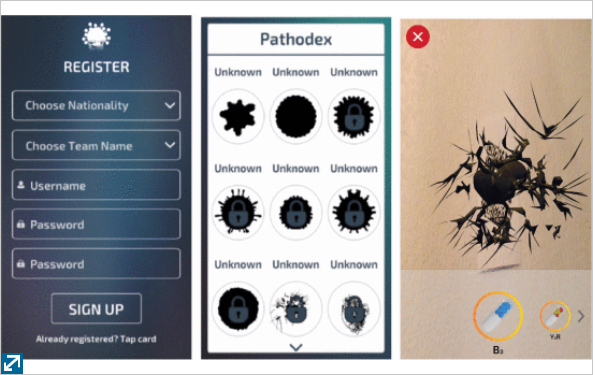 REGISTER
Choose Nationality
Choose Team Name
Username
Password
Password
SIGN UP
Already registered? Tap card
Pathodex
Unknown Unknown Unknown
Unknown Unknown Unknown
Unknown Unknown Unknown
B₃